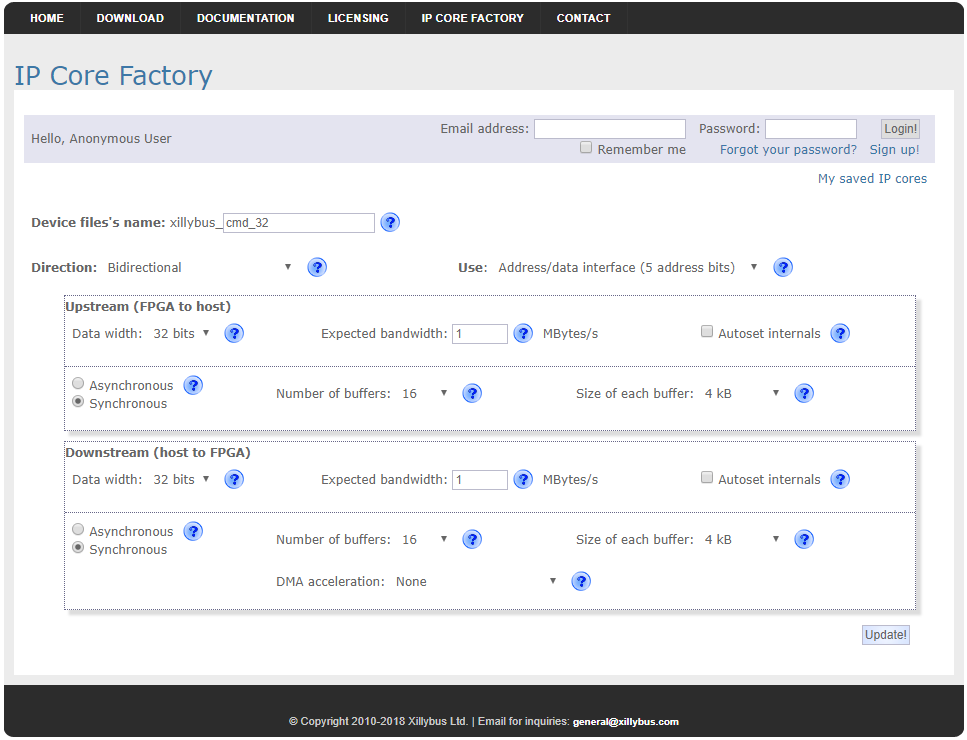 HOME DOWNLOAD DOCUMENTATION LICENSING IP CORE FACTORY CONTACT
IP Core Factory
Hello, Anonymous User
Email address: Password: Login!
Remember me Forgot your password? Sign up!
My saved IP cores
Device files's name: xillybus_ cmd_32 ?
Direction: Bidirectional ▼ ? Use: Address/data interface (5 address bits) ▼ ?
Upstream (FPGA to host)
Data width: 32 bits ▼ ? Expected bandwidth: 1 ? MBytes/s Autoset internals ?
Asynchronous ?
Synchronous
Number of buffers: 16 ▼ ? Size of each buffer: 4 kB ▼ ?
Downstream (host to FPGA)
Data width: 32 bits ▼ ? Expected bandwidth: 1 ? MBytes/s Autoset internals ?
Asynchronous ?
Synchronous
Number of buffers: 16 ▼ ? Size of each buffer: 4 kB ▼ ?
DMA acceleration: None ▼ ?
Update!
© Copyright 2010-2018 Xillybus Ltd. | Email for inquiries: general@xillybus.com